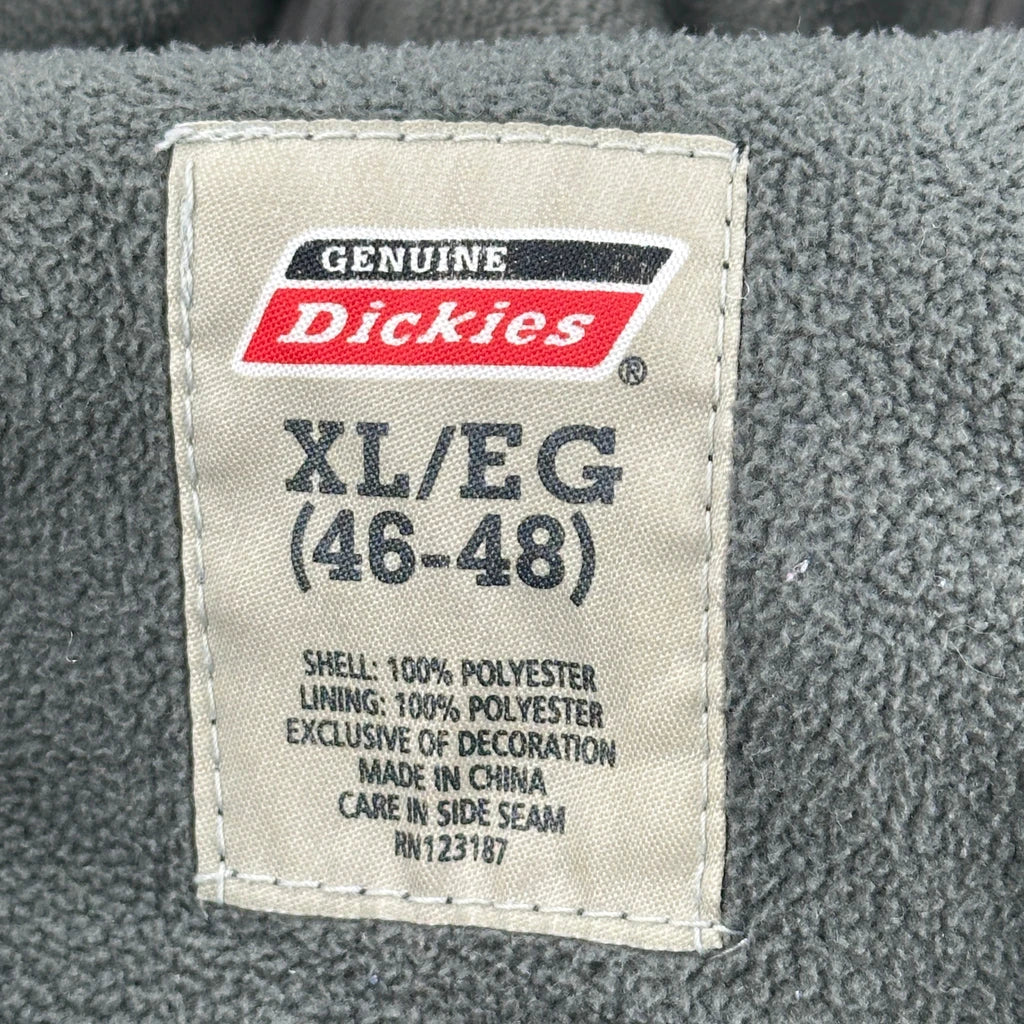 GENUINE
Dickies
®
XL/EG
(46-48)
SHELL: 100% POLYESTER
LINING: 100% POLYESTER
EXCLUSIVE OF DECORATION
MADE IN CHINA
CARE IN SIDE SEAM
RN123187